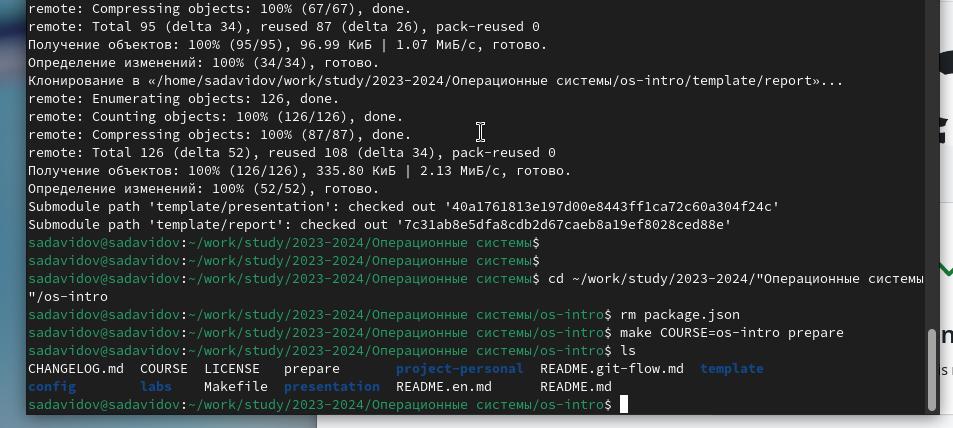 remote: Compressing objects: 100% (67/67), done.
remote: Total 95 (delta 34), reused 87 (delta 26), pack-reused 0
Получение объектов: 100% (95/95), 96.99 КиБ | 1.07 МиБ/с, готово.
Определение изменений: 100% (34/34), готово.
Клонирование в «/home/sadavidov/work/study/2023-2024/Операционные системы/os-intro/template/report»...
remote: Enumerating objects: 126, done.
remote: Counting objects: 100% (126/126), done.
remote: Compressing objects: 100% (87/87), done.
remote: Total 126 (delta 52), reused 108 (delta 34), pack-reused 0
Получение объектов: 100% (126/126), 335.80 КиБ | 2.13 МиБ/с, готово.
Определение изменений: 100% (52/52), готово.
Submodule path 'template/presentation': checked out '40a1761813e197d00e8443ff1ca72c60a304f24c'
Submodule path 'template/report': checked out '7c31ab8e5dfa8cdb2d67caeb8a19ef8028ced88e'
sadavidov@sadavidov:~/work/study/2023-2024/Операционные системы$
sadavidov@sadavidov:~/work/study/2023-2024/Операционные системы$
sadavidov@sadavidov:~/work/study/2023-2024/Операционные системы$ cd ~/work/study/2023-2024/"Операционные системы
"/os-intro
sadavidov@sadavidov:~/work/study/2023-2024/Операционные системы/os-intro$ rm package.json
sadavidov@sadavidov:~/work/study/2023-2024/Операционные системы/os-intro$ make COURSE=os-intro prepare
sadavidov@sadavidov:~/work/study/2023-2024/Операционные системы/os-intro$ ls
CHANGELOG.md COURSE LICENSE prepare project-personal README.git-flow.md template
config labs Makefile presentation README.en.md README.md
sadavidov@sadavidov:~/work/study/2023-2024/Операционные системы/os-intro$